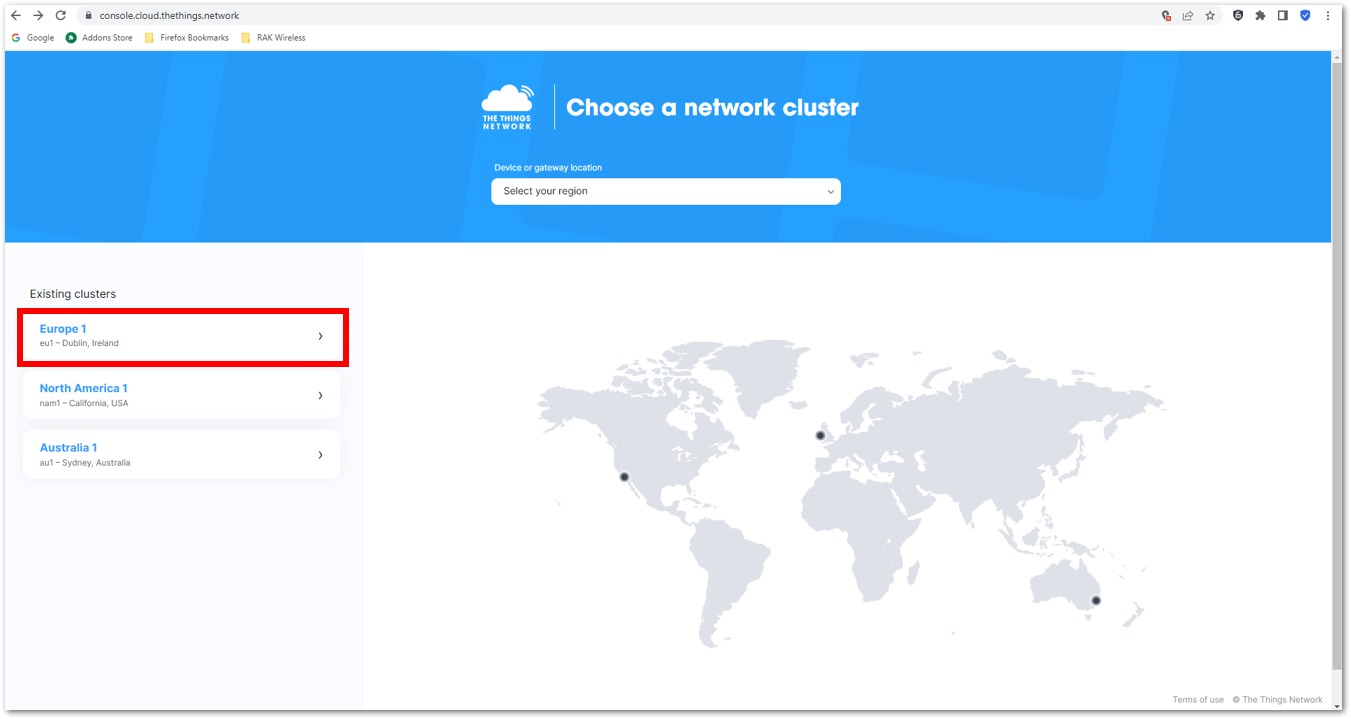 console.cloud.thethings.network
Google Addons Store Firefox Bookmarks RAK Wireless
THE THINGS
NETWORK
Choose a network cluster
Device or gateway location
Select your region
Existing clusters
Europe 1
eu1 – Dublin, Ireland
North America 1
nam1 – California, USA
Australia 1
au1 – Sydney, Australia
Terms of use © The Things Network